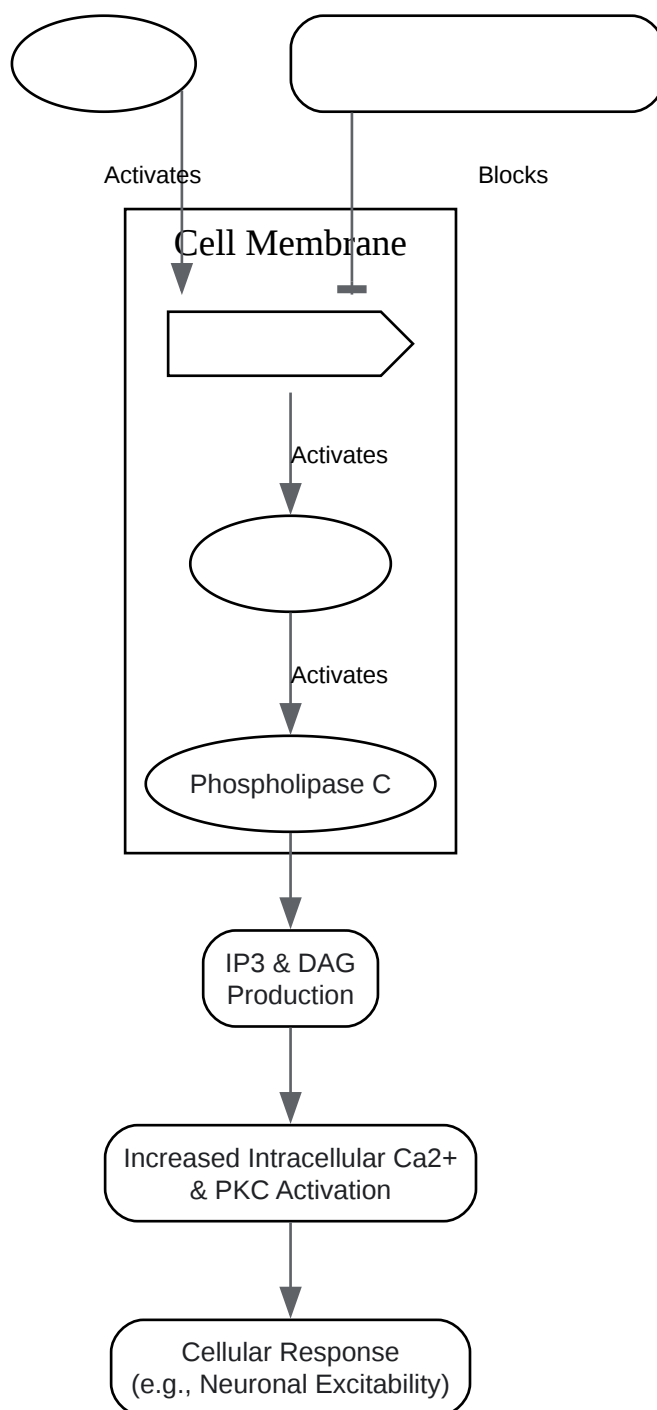 Activates
Blocks
Cell Membrane
Activates
Activates
Phospholipase C
IP3 & DAG
Production
Increased Intracellular Ca2+
& PKC Activation
Cellular Response
(e.g., Neuronal Excitability)